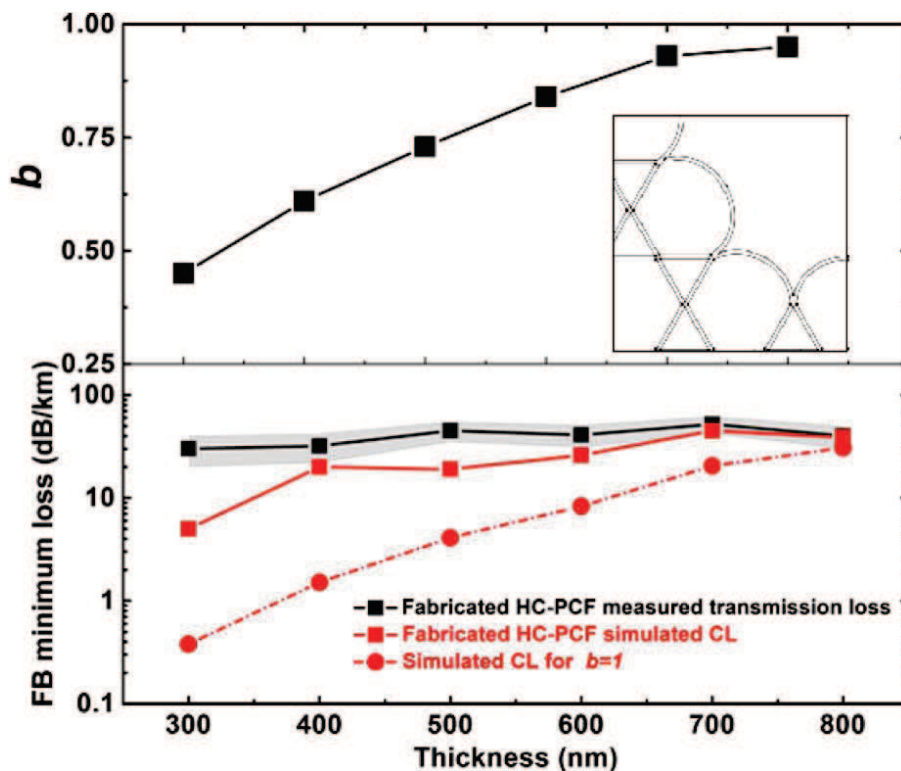 1.00
0.75
b
0.50
0.25
100
10
1
0.1
FB minimum loss (dB/km)
Fabricated HC-PCF measured transmission loss
Fabricated HC-PCF simulated CL
Simulated CL for b=1
300 400 500 600 700 800
Thickness (nm)